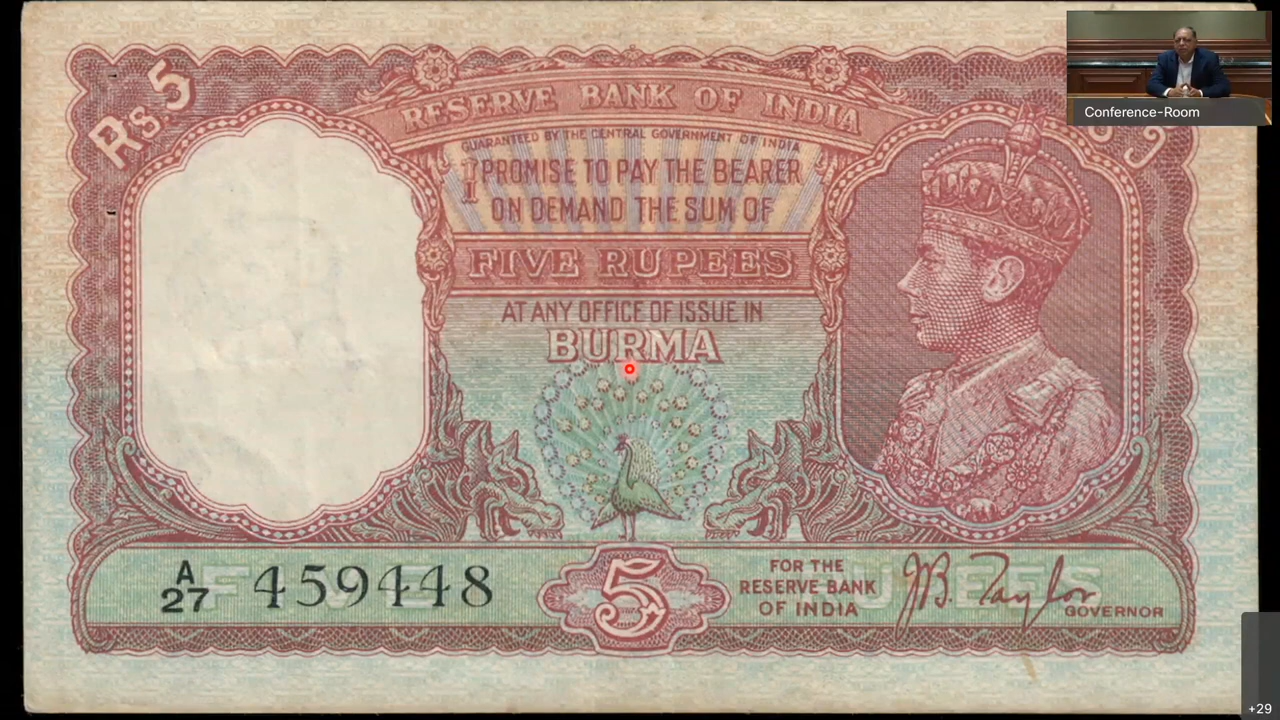 Rs.5
RESERVE BANK OF INDIA
GUARANTEED BY THE CENTRAL GOVERNMENT OF INDIA
I PROMISE TO PAY THE BEARER
ON DEMAND THE SUM OF
FIVE RUPEES
AT ANY OFFICE OF ISSUE IN
BURMA
A
27
459448
5
FOR THE
RESERVE BANK
OF INDIA
JB. Taylor
GOVERNOR
Conference-Room
+29